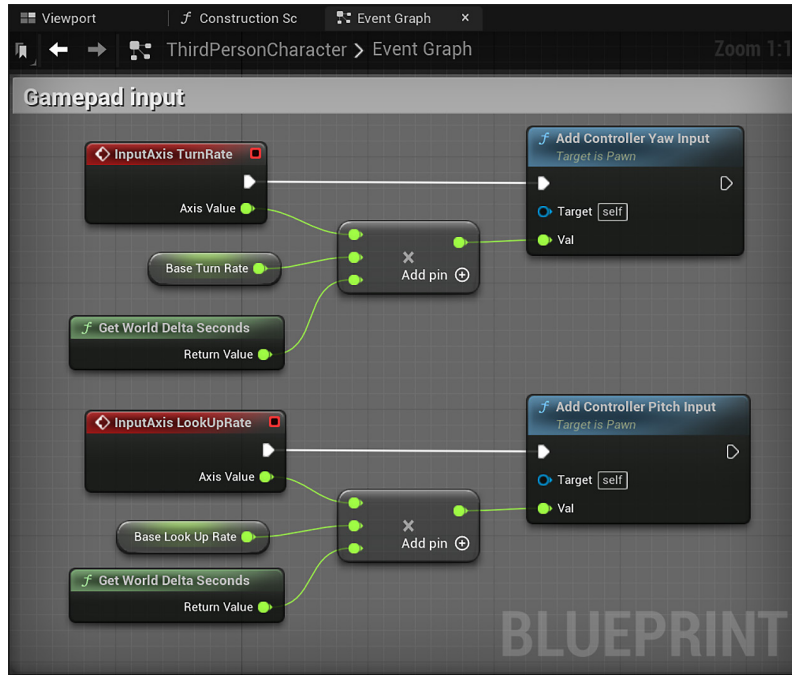 Viewport
f Construction Sc
Event Graph ×
ThirdPersonCharacter > Event Graph
Zoom 1:1
Gamepad input
InputAxis TurnRate
Axis Value
Base Turn Rate
f Get World Delta Seconds
Return Value
×
Add pin
f Add Controller Yaw Input
Target is Pawn
Target self
Val
InputAxis LookUpRate
Axis Value
Base Look Up Rate
f Get World Delta Seconds
Return Value
×
Add pin
f Add Controller Pitch Input
Target is Pawn
Target self
Val
BLUEPRINT